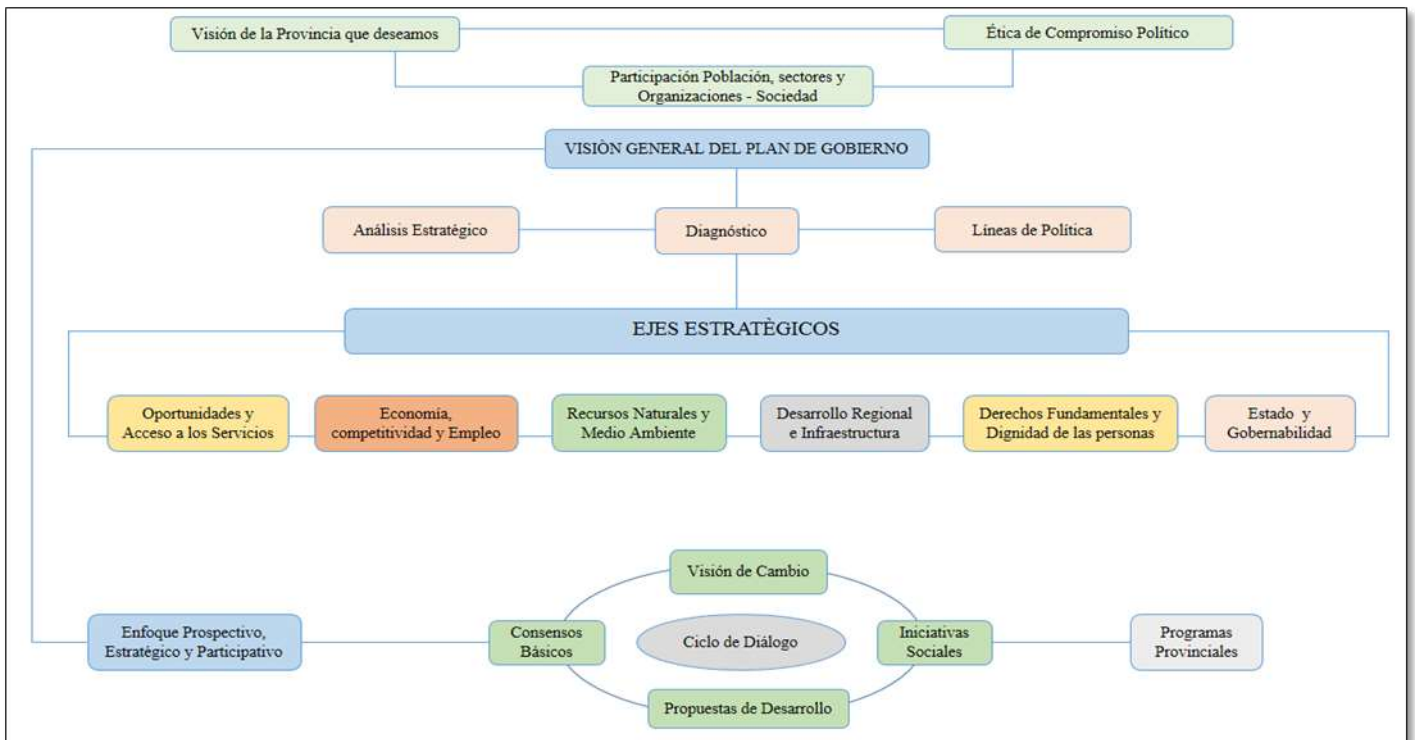 Visión de la Provincia que deseamos
Ética de Compromiso Político
Participación Población, sectores y
Organizaciones - Sociedad
VISIÒN GENERAL DEL PLAN DE GOBIERNO
Análisis Estratégico
Diagnóstico
Líneas de Política
EJES ESTRATÈGICOS
Oportunidades y
Acceso a los Servicios
Economía,
competitividad y Empleo
Recursos Naturales y
Medio Ambiente
Desarrollo Regional
e Infraestructura
Derechos Fundamentales y
Dignidad de las personas
Estado y
Gobernabilidad
Visión de Cambio
Enfoque Prospectivo,
Estratégico y Participativo
Consensos
Básicos
Ciclo de Diálogo
Iniciativas
Sociales
Programas
Provinciales
Propuestas de Desarrollo